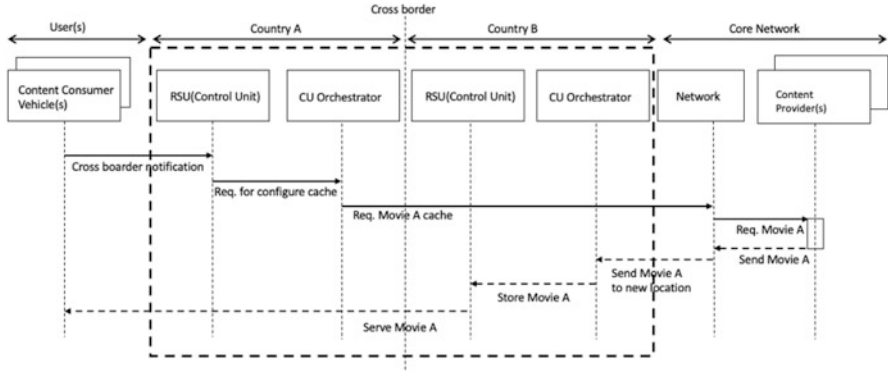 Cross border
User(s)
Country A
Country B
Core Network
Content Consumer
Vehicle(s)
RSU(Control Unit)
CU Orchestrator
RSU(Control Unit)
CU Orchestrator
Network
Content
Provider(s)
Cross boarder notification
Req. for configure cache
Req. Movie A cache
Req. Movie A
Send Movie A
Send Movie A
to new location
Store Movie A
Serve Movie A